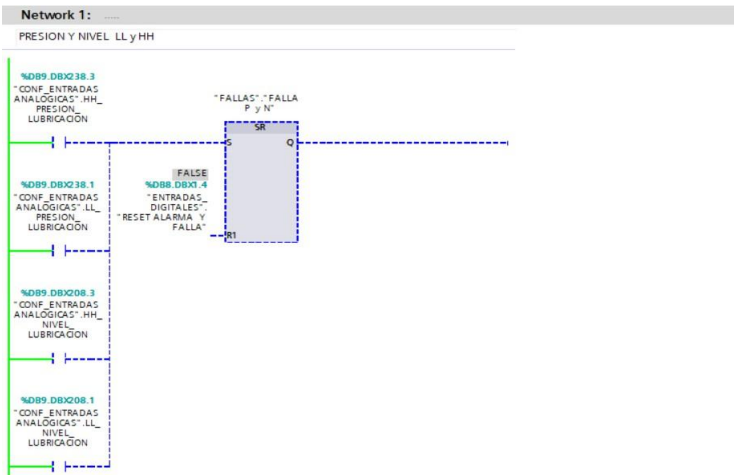 Network 1: .....
PRESION Y NIVEL LL y HH
%DB9.DBX238.3
"CONF_ENTRADAS
ANALOGICAS".HH_
PRESION_
LUBRICACION
"FALLAS"."FALLA
P y N"
SR
S Q
FALSE
%DB8.DBX1.4
"ENTRADAS_
DIGITALES".
"RESET ALARMA Y
FALLA"
R1
%DB9.DBX238.1
"CONF_ENTRADAS
ANALOGICAS".LL_
PRESION_
LUBRICACION
%DB9.DBX208.3
"CONF_ENTRADAS
ANALOGICAS".HH_
NIVEL_
LUBRICACION
%DB9.DBX208.1
"CONF_ENTRADAS
ANALOGICAS".LL_
NIVEL_
LUBRICACION